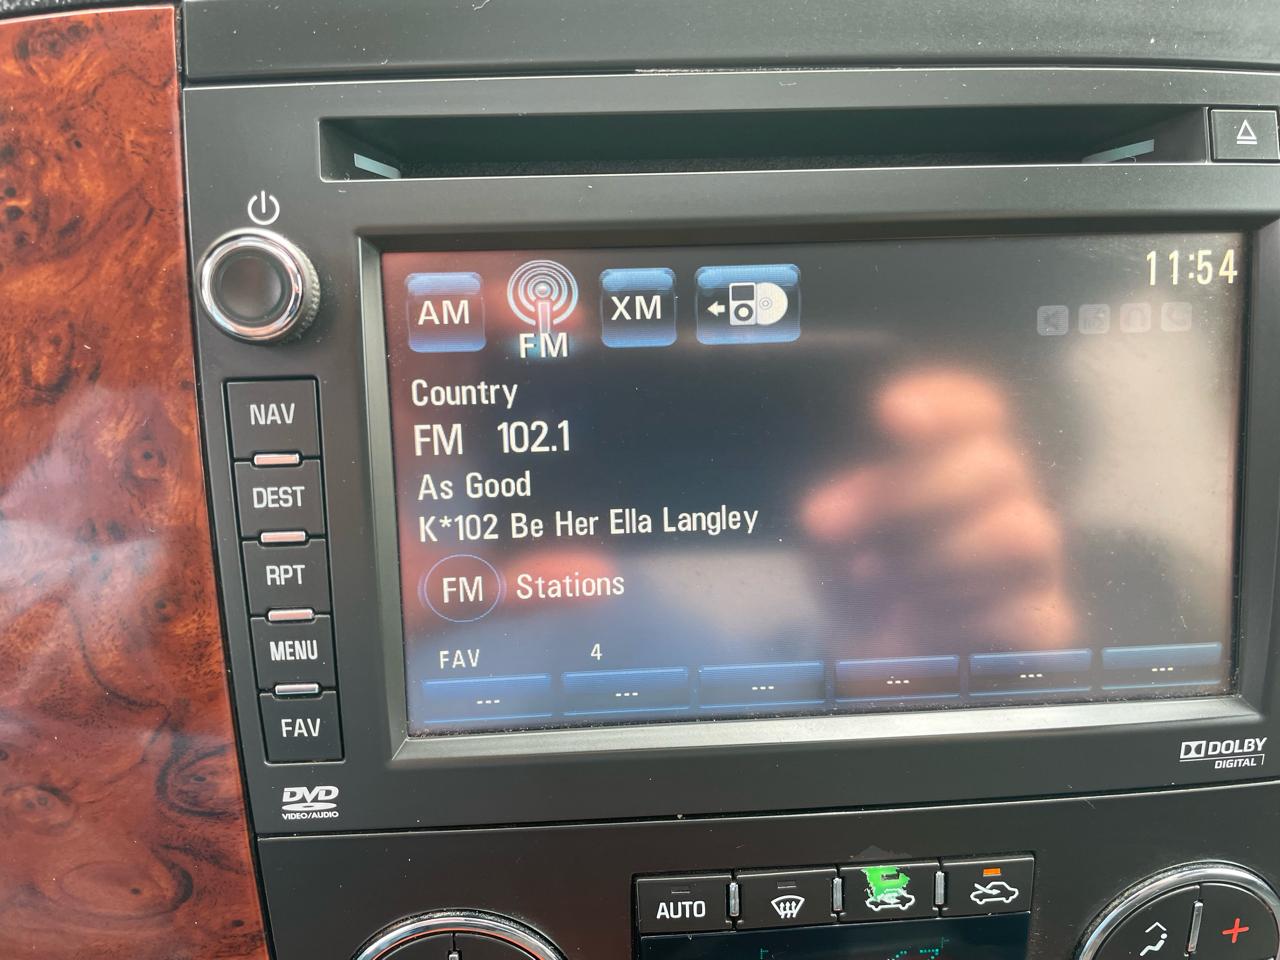 AM
FM
XM
11:54
Country
FM 102.1
As Good
K*102 Be Her Ella Langley
FM Stations
FAV 4
--- --- --- --- --- ---
NAV
DEST
RPT
MENU
FAV
DVD
VIDEO/AUDIO
DOLBY
DIGITAL
AUTO